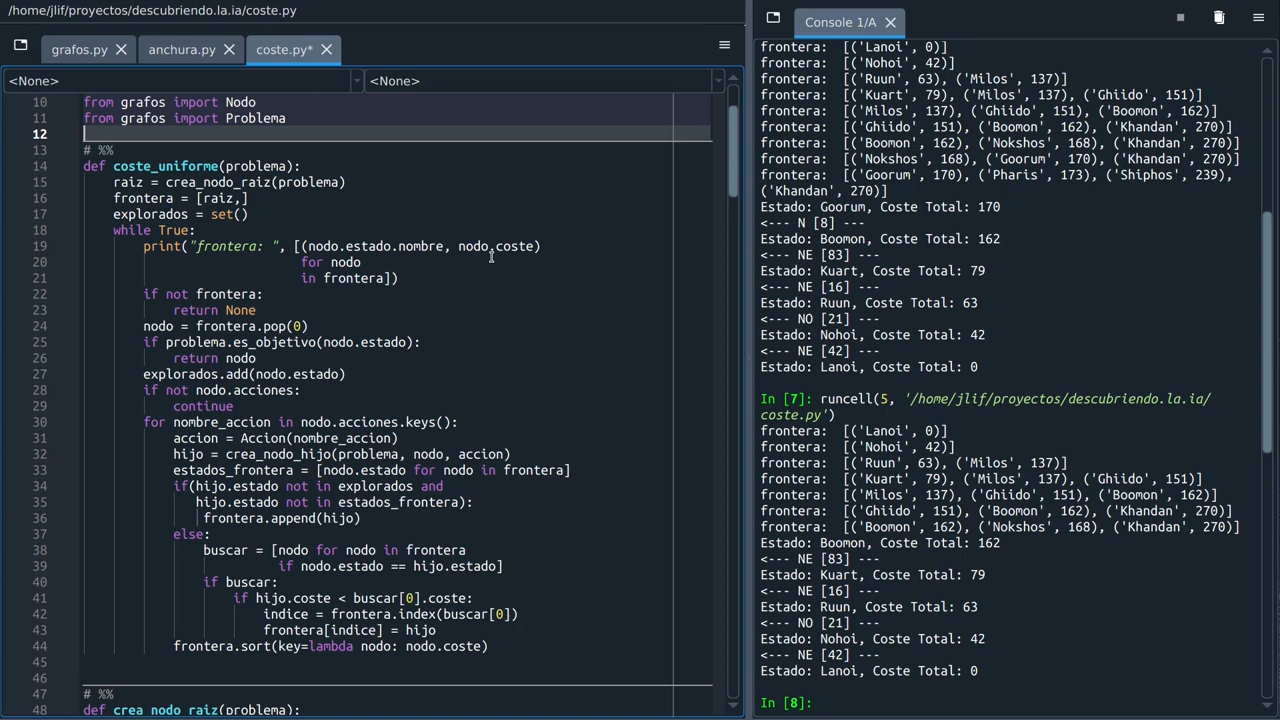 /home/jlif/proyectos/descubriendo.la.ia/coste.py
grafos.py
anchura.py
coste.py*
<None>
<None>
10 from grafos import Nodo
11 from grafos import Problema
12
13 # %%
14 def coste_uniforme(problema):
15 raiz = crea_nodo_raiz(problema)
16 frontera = [raiz,]
17 explorados = set()
18 while True:
19 print("frontera: ", [(nodo.estado.nombre, nodo.coste)
20 for nodo
21 in frontera])
22 if not frontera:
23 return None
24 nodo = frontera.pop(0)
25 if problema.es_objetivo(nodo.estado):
26 return nodo
27 explorados.add(nodo.estado)
28 if not nodo.acciones:
29 continue
30 for nombre_accion in nodo.acciones.keys():
31 accion = Accion(nombre_accion)
32 hijo = crea_nodo_hijo(problema, nodo, accion)
33 estados_frontera = [nodo.estado for nodo in frontera]
34 if(hijo.estado not in explorados and
35 hijo.estado not in estados_frontera):
36 frontera.append(hijo)
37 else:
38 buscar = [nodo for nodo in frontera
39 if nodo.estado == hijo.estado]
40 if buscar:
41 if hijo.coste < buscar[0].coste:
42 indice = frontera.index(buscar[0])
43 frontera[indice] = hijo
44 frontera.sort(key=lambda nodo: nodo.coste)
45
46
47 # %%
48 def crea_nodo_raiz(problema):
Console 1/A
frontera: [('Lanoi', 0)]
frontera: [('Nohoi', 42)]
frontera: [('Ruun', 63), ('Milos', 137)]
frontera: [('Kuart', 79), ('Milos', 137), ('Ghiido', 151)]
frontera: [('Milos', 137), ('Ghiido', 151), ('Boomon', 162)]
frontera: [('Ghiido', 151), ('Boomon', 162), ('Khandan', 270)]
frontera: [('Boomon', 162), ('Nokshos', 168), ('Khandan', 270)]
frontera: [('Nokshos', 168), ('Goorum', 170), ('Khandan', 270)]
frontera: [('Goorum', 170), ('Pharis', 173), ('Shiphos', 239),
('Khandan', 270)]
Estado: Goorum, Coste Total: 170
<--- N [8] ---
Estado: Boomon, Coste Total: 162
<--- NE [83] ---
Estado: Kuart, Coste Total: 79
<--- NE [16] ---
Estado: Ruun, Coste Total: 63
<--- NO [21] ---
Estado: Nohoi, Coste Total: 42
<--- NE [42] ---
Estado: Lanoi, Coste Total: 0
In [7]: runcell(5, '/home/jlif/proyectos/descubriendo.la.ia/
coste.py')
frontera: [('Lanoi', 0)]
frontera: [('Nohoi', 42)]
frontera: [('Ruun', 63), ('Milos', 137)]
frontera: [('Kuart', 79), ('Milos', 137), ('Ghiido', 151)]
frontera: [('Milos', 137), ('Ghiido', 151), ('Boomon', 162)]
frontera: [('Ghiido', 151), ('Boomon', 162), ('Khandan', 270)]
frontera: [('Boomon', 162), ('Nokshos', 168), ('Khandan', 270)]
Estado: Boomon, Coste Total: 162
<--- NE [83] ---
Estado: Kuart, Coste Total: 79
<--- NE [16] ---
Estado: Ruun, Coste Total: 63
<--- NO [21] ---
Estado: Nohoi, Coste Total: 42
<--- NE [42] ---
Estado: Lanoi, Coste Total: 0
In [8]: